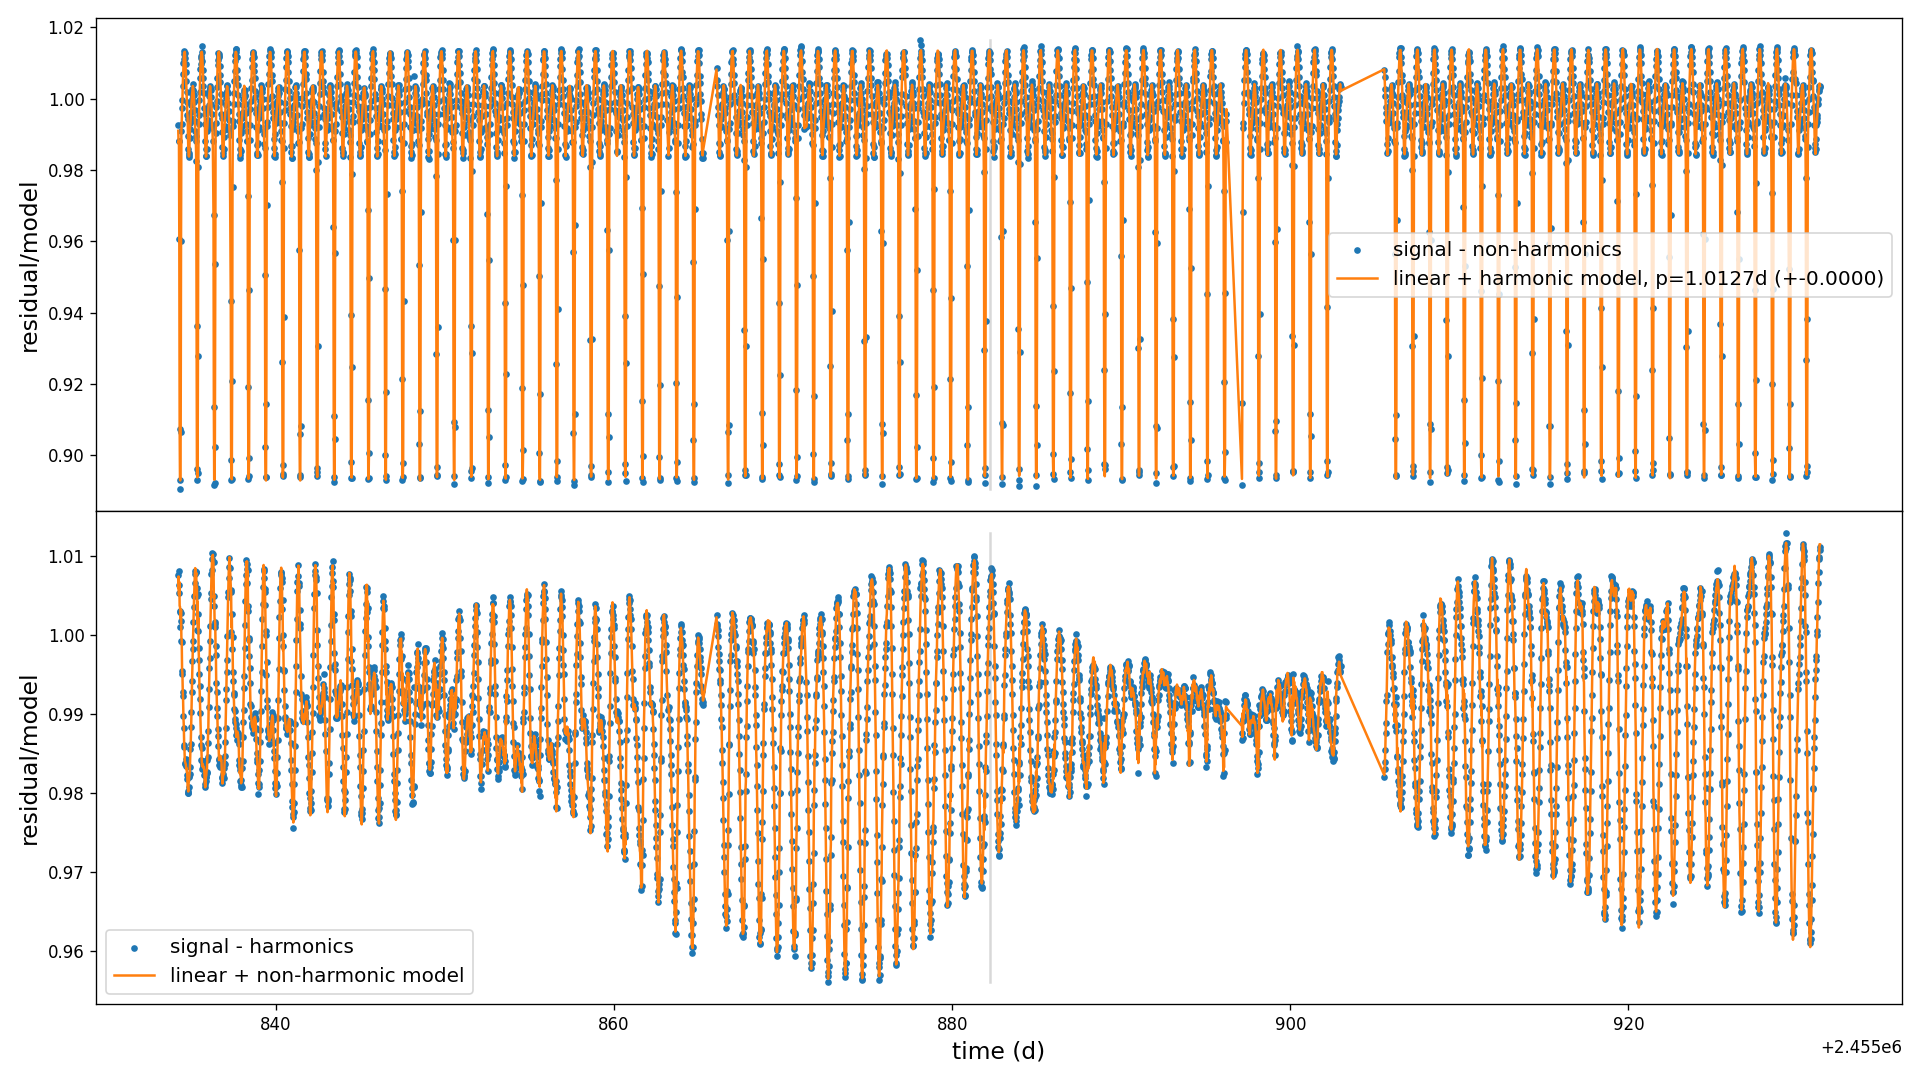 1.02
1.00
0.98
0.96
0.94
0.92
0.90
residual/model
signal - non-harmonics
linear + harmonic model, p=1.0127d (+-0.0000)
1.01
1.00
0.99
0.98
0.97
0.96
residual/model
signal - harmonics
linear + non-harmonic model
840
860
880
900
920
time (d)
+2.455e6